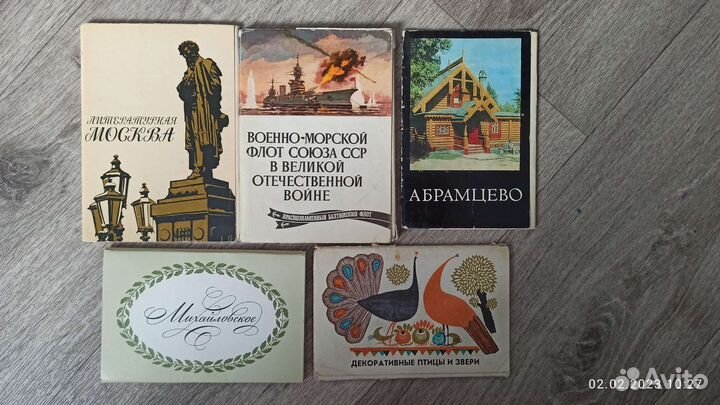 ЛИТЕРАТУРНАЯ
МОСКВА
ВОЕННО-МОРСКОЙ
ФЛОТ СОЮЗА ССР
В ВЕЛИКОЙ
ОТЕЧЕСТВЕННОЙ
ВОЙНЕ
КРАСНОЗНАМЕННЫЙ БАЛТИЙСКИЙ ФЛОТ
АБРАМЦЕВО
Михайловское
ДЕКОРАТИВНЫЕ ПТИЦЫ И ЗВЕРИ
02.02.2023 10:27
Avito